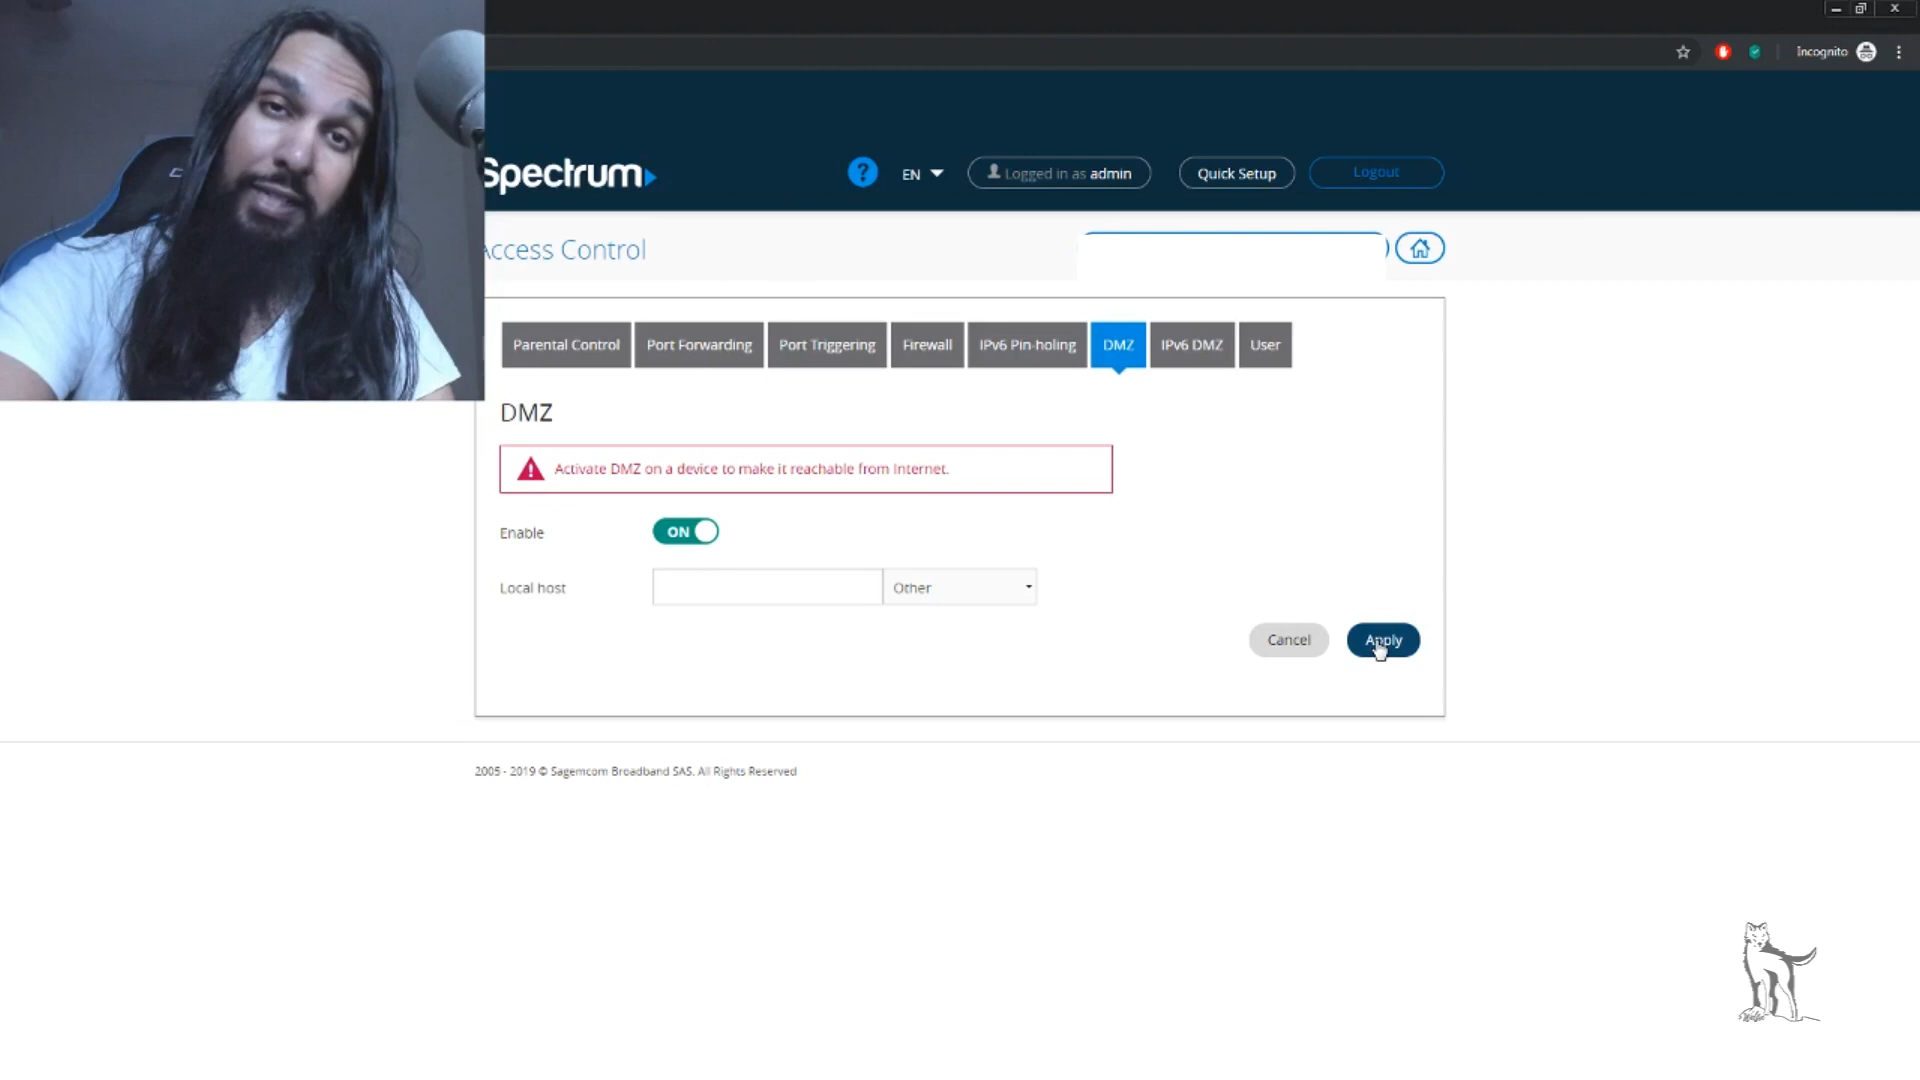 Incognito
Spectrum
?
EN
Logged in as admin
Quick Setup
Logout
Access Control
Parental Control
Port Forwarding
Port Triggering
Firewall
IPv6 Pin-holing
DMZ
IPv6 DMZ
User
DMZ
Activate DMZ on a device to make it reachable from Internet.
Enable
ON
Local host
Other
Cancel
Apply
2005 - 2019 © Sagemcom Broadband SAS. All Rights Reserved